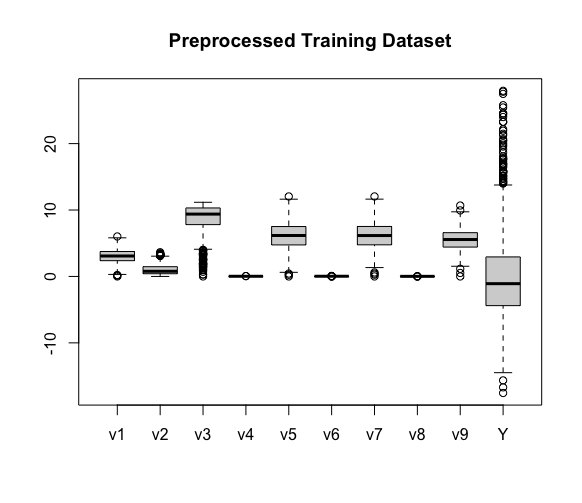 Preprocessed Training Dataset
20
10
0
-10
v1 v2 v3 v4 v5 v6 v7 v8 v9 Y